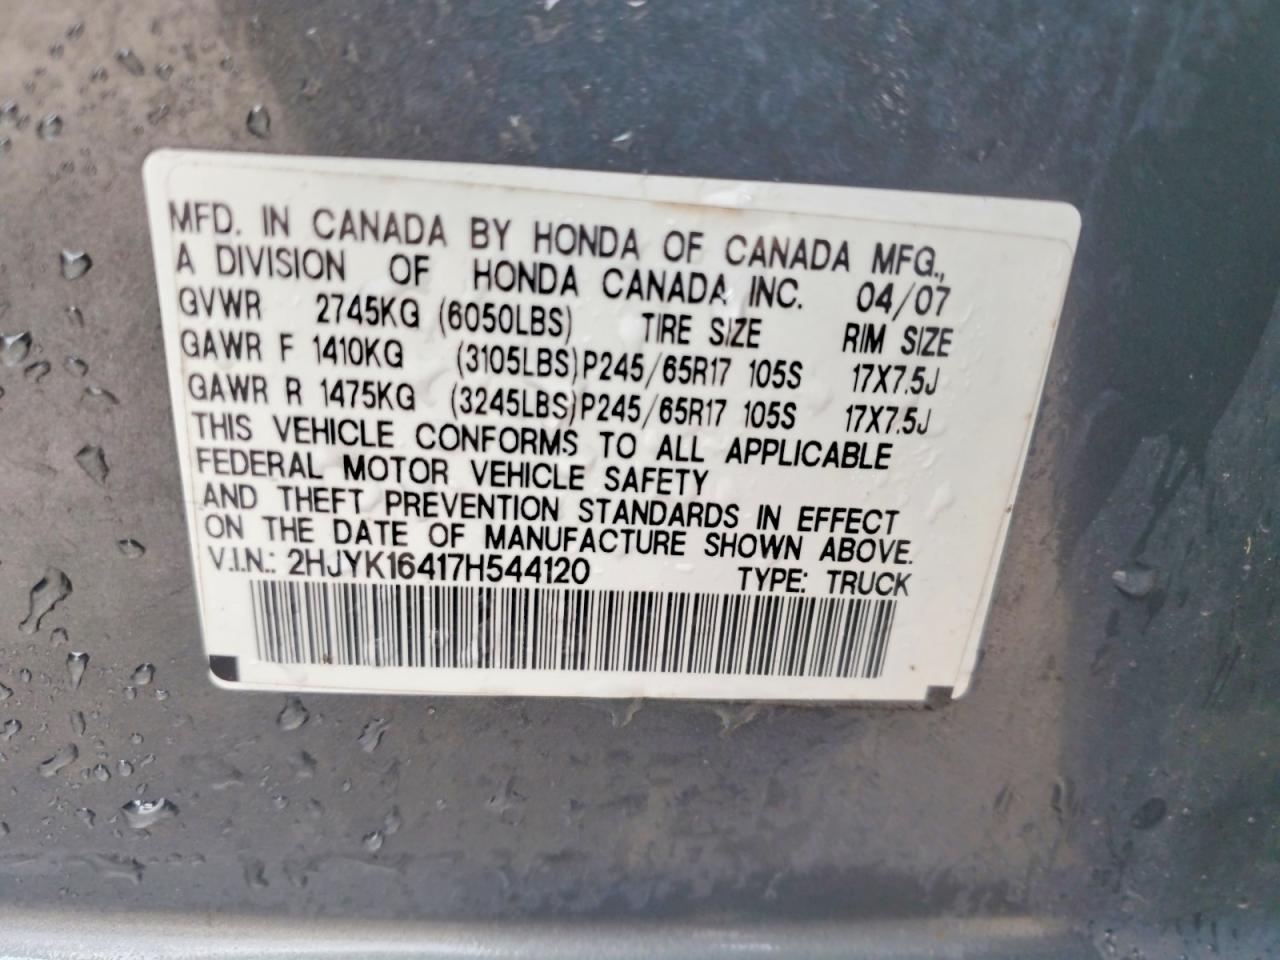 MFD. IN CANADA BY HONDA OF CANADA MFG.,
A DIVISION OF HONDA CANADA INC. 04/07
GVWR 2745KG (6050LBS) TIRE SIZE RIM SIZE
GAWR F 1410KG (3105LBS)P245/65R17 105S 17X7.5J
GAWR R 1475KG (3245LBS)P245/65R17 105S 17X7.5J
THIS VEHICLE CONFORMS TO ALL APPLICABLE
FEDERAL MOTOR VEHICLE SAFETY
AND THEFT PREVENTION STANDARDS IN EFFECT
ON THE DATE OF MANUFACTURE SHOWN ABOVE.
V.I.N.: 2HJYK16417H544120 TYPE: TRUCK